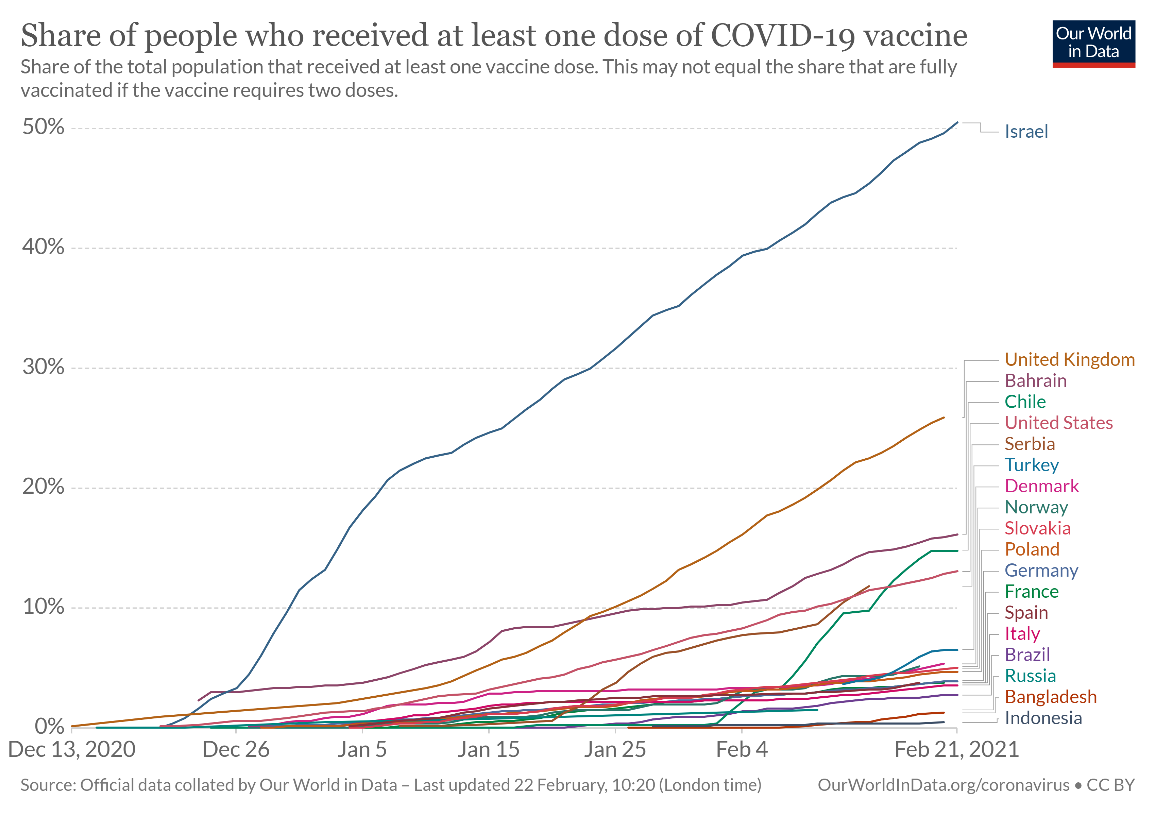 Share of people who received at least one dose of COVID-19 vaccine
Our World
in Data
Share of the total population that received at least one vaccine dose. This may not equal the share that are fully
vaccinated if the vaccine requires two doses.
50%
Israel
40%
30%
United Kingdom
Bahrain
Chile
United States
Serbia
Turkey
20%
Denmark
Norway
Slovakia
Poland
Germany
France
10%
Spain
Italy
Brazil
Russia
Bangladesh
Indonesia
0%
Dec 13, 2020
Dec 26
Jan 5
Jan 15
Jan 25
Feb 4
Feb 21, 2021
Source: Official data collated by Our World in Data – Last updated 22 February, 10:20 (London time)
OurWorldInData.org/coronavirus • CC BY